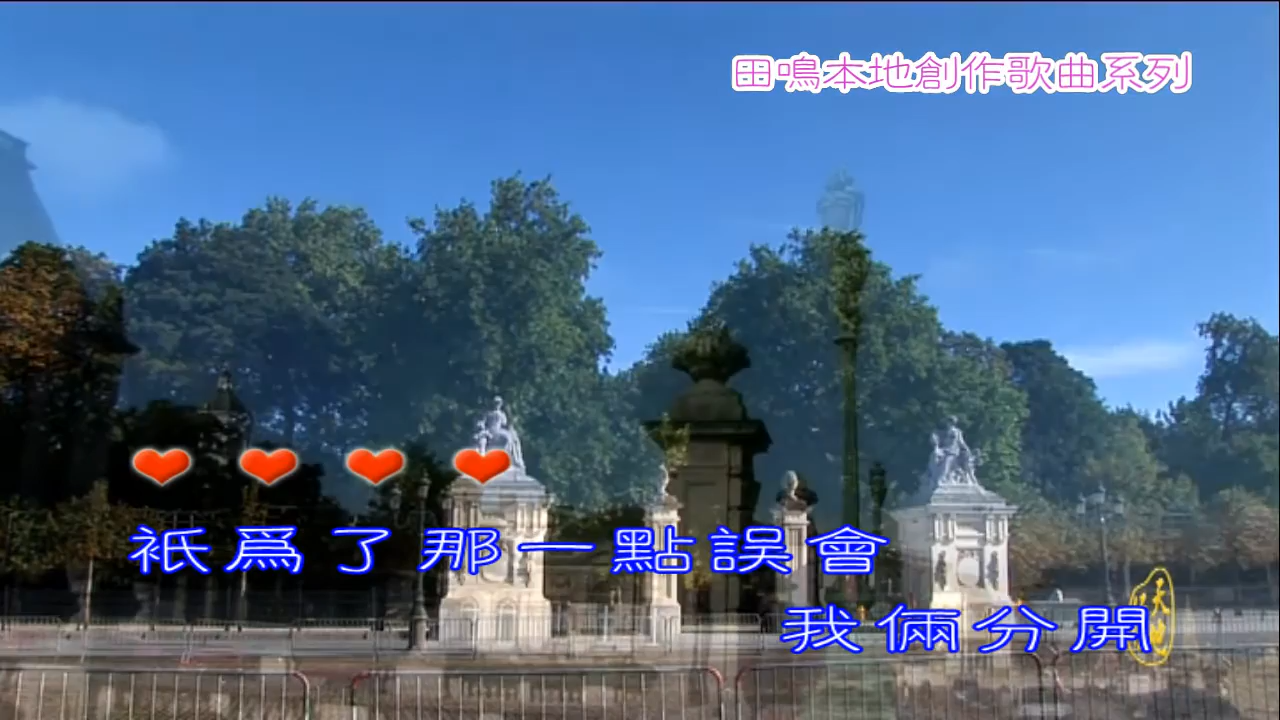 田鳴本地創作歌曲系列
衹爲了那一點誤會
我倆分開